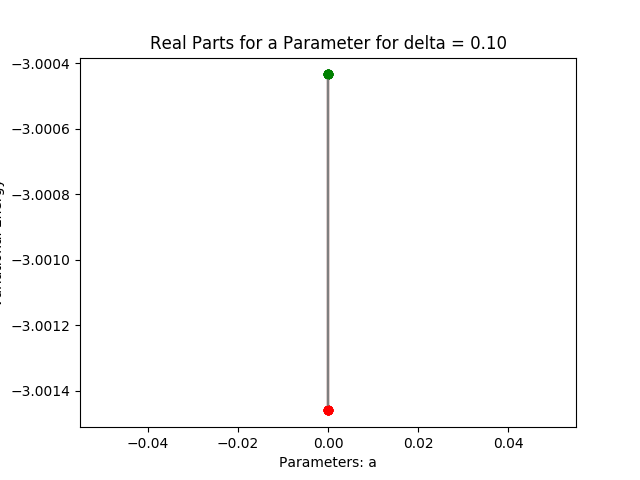 Real Parts for a Parameter for delta = 0.10
−3.0004
−3.0006
−3.0008
−3.0010
−3.0012
−3.0014
−0.04 −0.02 0.00 0.02 0.04
Parameters: a